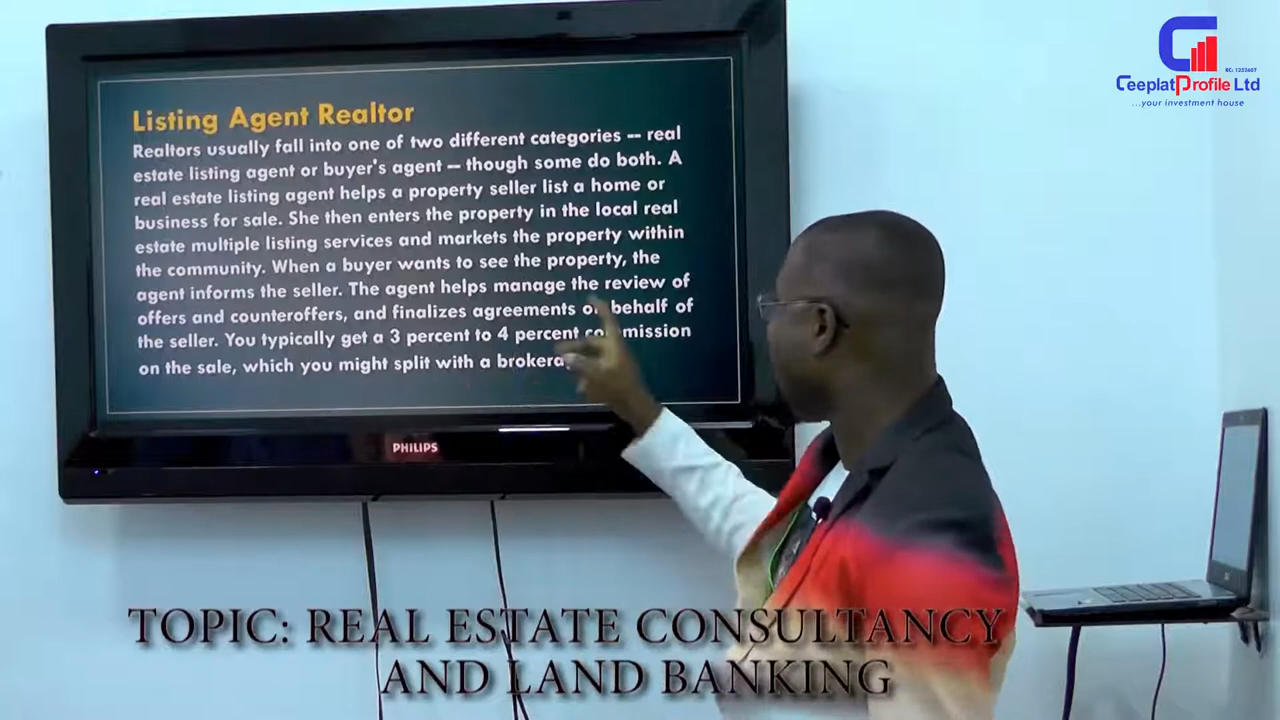 Listing Agent Realtor
Realtors usually fall into one of two different categories -- real
estate listing agent or buyer's agent -- though some do both. A
real estate listing agent helps a property seller list a home or
business for sale. She then enters the property in the local real
estate multiple listing services and markets the property within
the community. When a buyer wants to see the property, the
agent informs the seller. The agent helps manage the review of
offers and counteroffers, and finalizes agreements behalf of
the seller. You typically get a 3 percent to 4 percent commission
on the sale, which you might split with a
PHILIPS
RC: 1252607
CeeplatProfile Ltd
...your investment house
TOPIC: REAL ESTATE CONSULTANCY
AND LAND BANKING